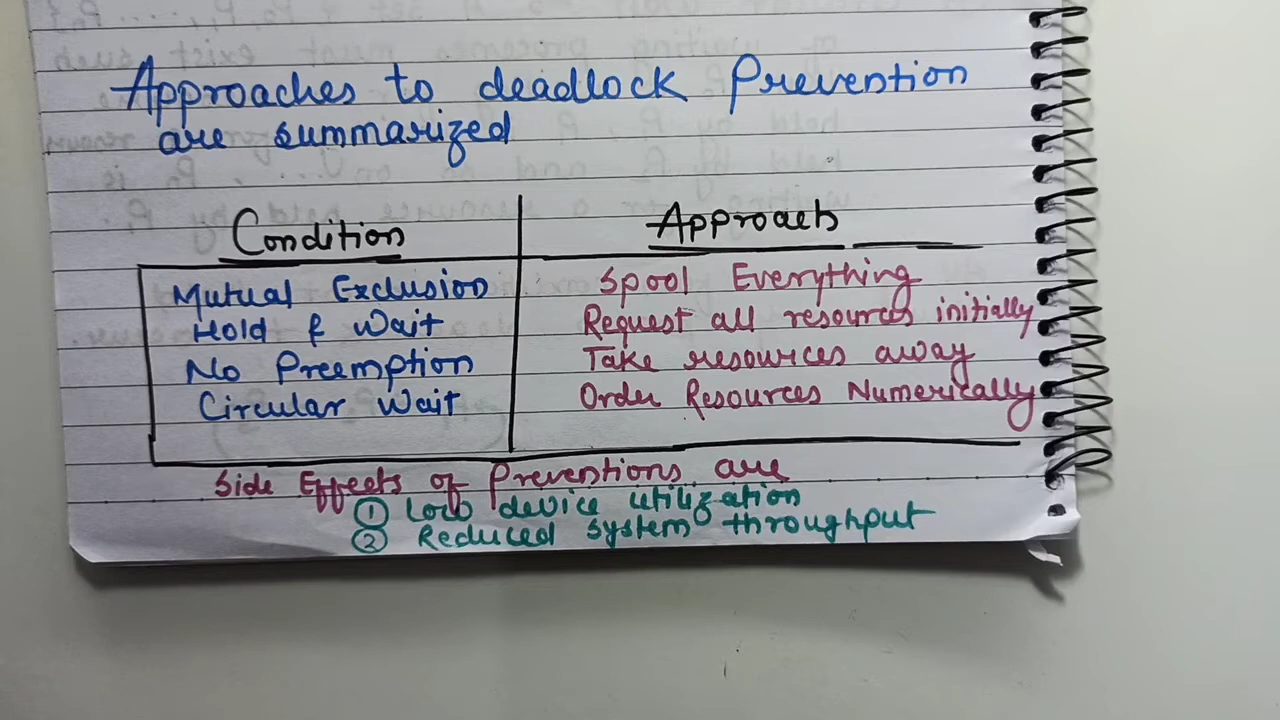 Approaches to deadlock Prevention
are summarized
Condition Approach
Mutual Exclusion Spool Everything
Hold & Wait Request all resources initially
No Preemption Take resources away
Circular Wait Order Resources Numerically
Side Effects of Preventions are
① Low device utilization
② Reduced system throughput